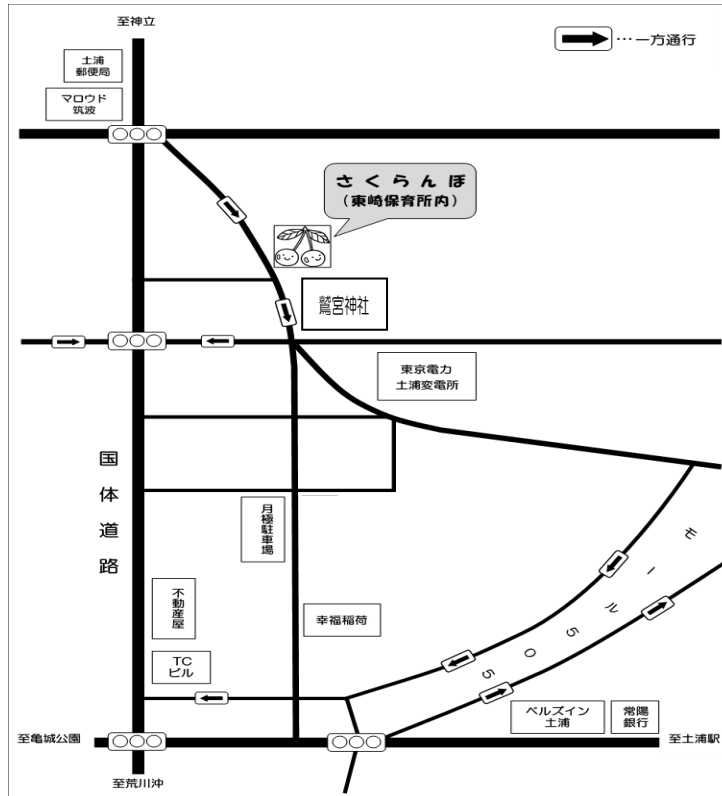 至神立
…一方通行
土浦
郵便局
マロウド
筑波
さくらんぼ
(東崎保育所内)
鷲宮神社
東京電力
土浦変電所
国体道路
月極駐車場
不動産屋
幸福稲荷
モール505
TC
ビル
ベルズイン
土浦
常陽
銀行
至亀城公園
至土浦駅
至荒川沖